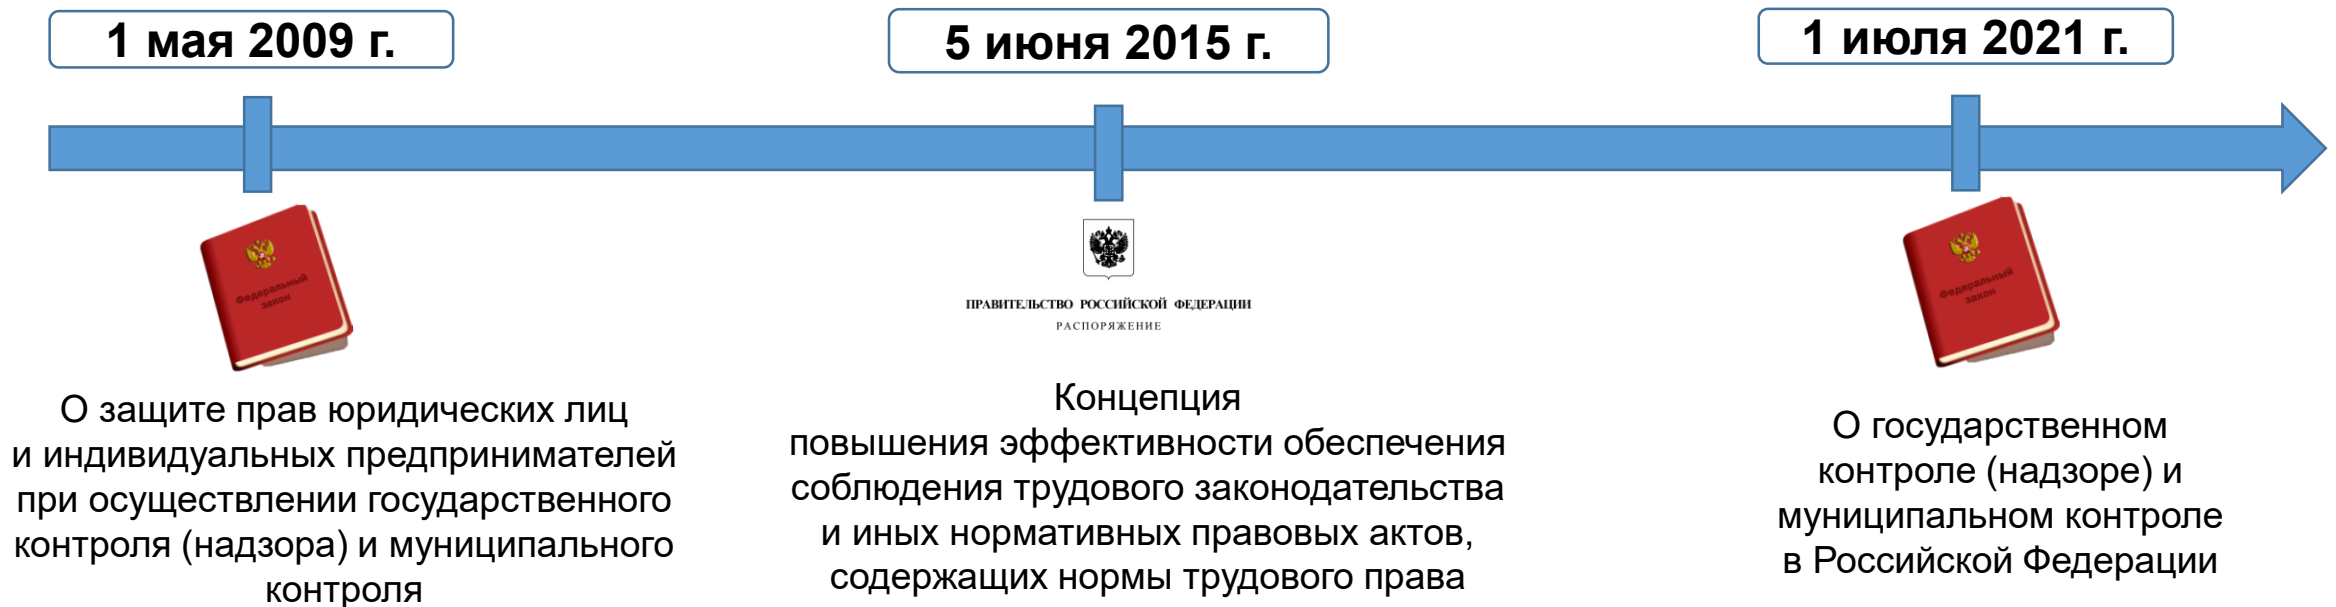 1 мая 2009 г.
5 июня 2015 г.
1 июля 2021 г.
Федеральный
закон
ПРАВИТЕЛЬСТВО РОССИЙСКОЙ ФЕДЕРАЦИИ
РАСПОРЯЖЕНИЕ
Федеральный
закон
О защите прав юридических лиц
и индивидуальных предпринимателей
при осуществлении государственного
контроля (надзора) и муниципального
контроля
Концепция
повышения эффективности обеспечения
соблюдения трудового законодательства
и иных нормативных правовых актов,
содержащих нормы трудового права
О государственном
контроле (надзоре) и
муниципальном контроле
в Российской Федерации